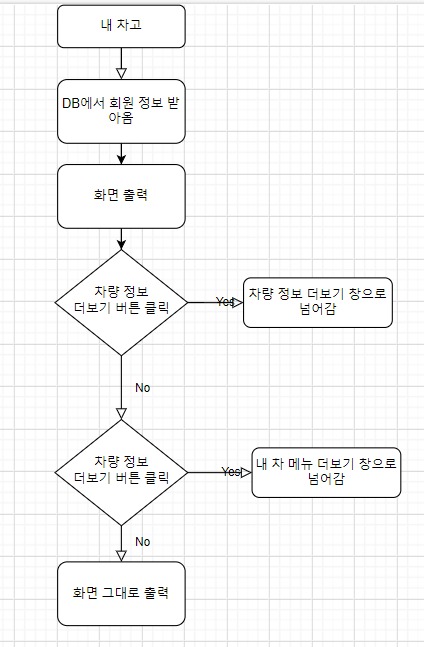 내 차고
DB에서 회원 정보 받
아옴
화면 출력
차량 정보
더보기 버튼 클릭
Yes
차량 정보 더보기 창으로
넘어감
No
차량 정보
더보기 버튼 클릭
Yes
내 차 메뉴 더보기 창으로
넘어감
No
화면 그대로 출력